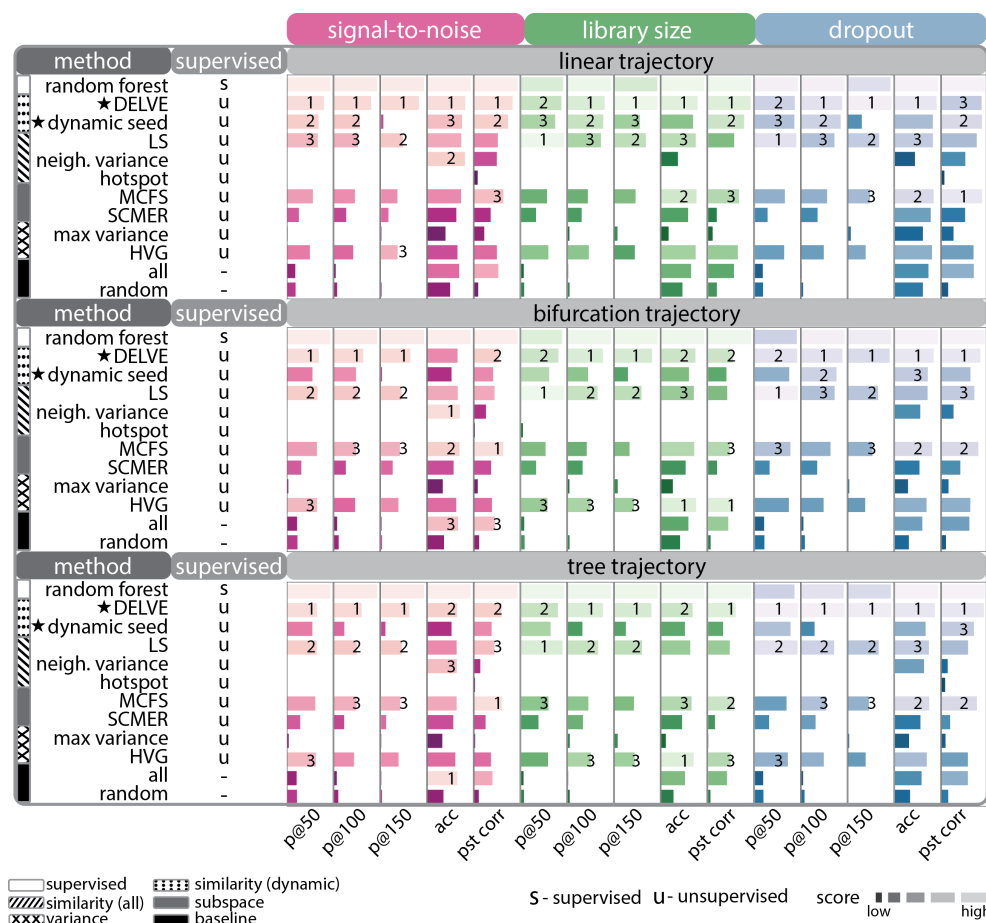 signal-to-noise library size dropout
method supervised linear trajectory
random forest s
★DELVE u 1 1 1 1 1 2 1 1 1 1 2 1 1 1 3
★dynamic seed u 2 2 3 2 3 2 3 2 3 2 2
LS u 3 3 2 1 3 2 3 1 3 2 3
neigh. variance u 2
hotspot u
MCFS u 3 2 3 3 2 1
SCMER u
max variance u
HVG u 3
all -
random -
method supervised bifurcation trajectory
random forest s
★DELVE u 1 1 1 2 2 1 1 2 2 2 1 1 1 1
★dynamic seed u 2 3
LS u 2 2 2 1 2 2 3 1 3 2 3
neigh. variance u 1
hotspot u
MCFS u 3 3 2 1 3 3 3 2 2
SCMER u
max variance u
HVG u 3 3 3 3 1 1
all - 3 3
random -
method supervised tree trajectory
random forest s
★DELVE u 1 1 1 2 2 2 1 1 2 1 1 1 1 1 1
★dynamic seed u 3
LS u 2 2 2 3 1 2 2 2 2 2 3
neigh. variance u 3
hotspot u
MCFS u 3 3 1 3 3 2 3 3 2 2
SCMER u
max variance u
HVG u 3 3 3 1 3 3
all - 1
random -
p@50 p@100 p@150 acc pst corr p@50 p@100 p@150 acc pst corr p@50 p@100 p@150 acc pst corr
supervised similarity (dynamic)
similarity (all) subspace
variance baseline
s - supervised u - unsupervised score
low high